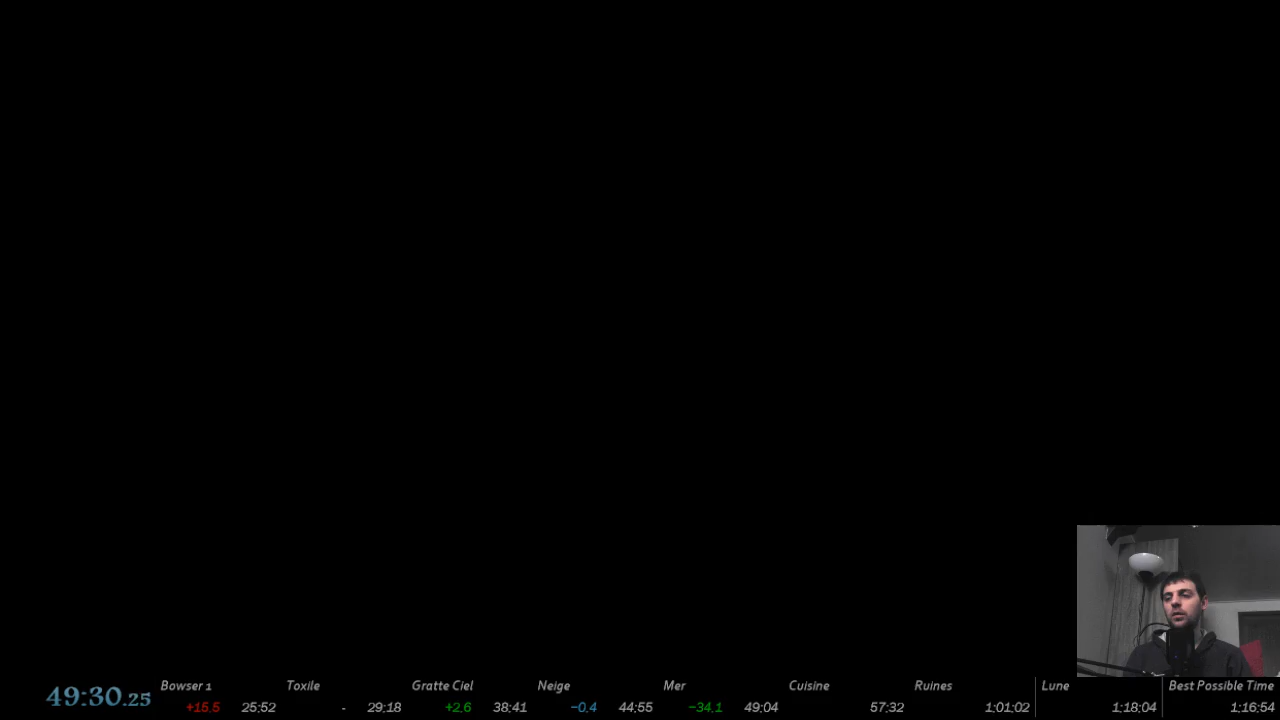 49:30.25
Bowser 1 Toxile Gratte Ciel Neige Mer Cuisine Ruines Lune Best Possible Time
+15.5 25:52 - 29:18 +2.6 38:41 −0.4 44:55 −34.1 49:04 57:32 1:01:02 1:18:04 1:16:54